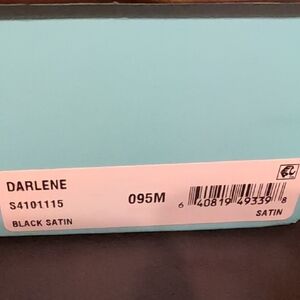 DARLENE
S4101115
095M
BLACK SATIN
6 40819 49339 8
SATIN